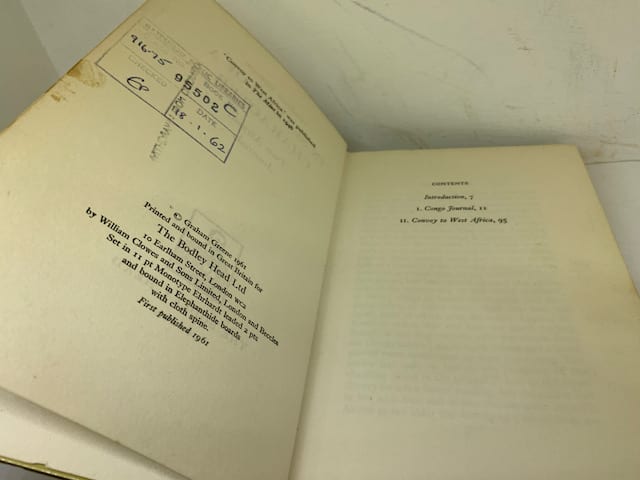 91675
95502 C
LIBRARIES
BOOK
DATE
18.1.62
"Convoy to West Africa" was published
in The Mint in 1946
© Graham Greene 1961
Printed and bound in Great Britain for
The Bodley Head Ltd
10 Earlham Street, London WC2
by William Clowes and Sons Limited, London and Beccles
Set in 11 pt Monotype Ehrhardt leaded 2 pts
and bound in Elephanthide boards
with cloth spine.
First published 1961
CONTENTS
Introduction, 7
I. Congo Journal, 11
II. Convoy to West Africa, 95